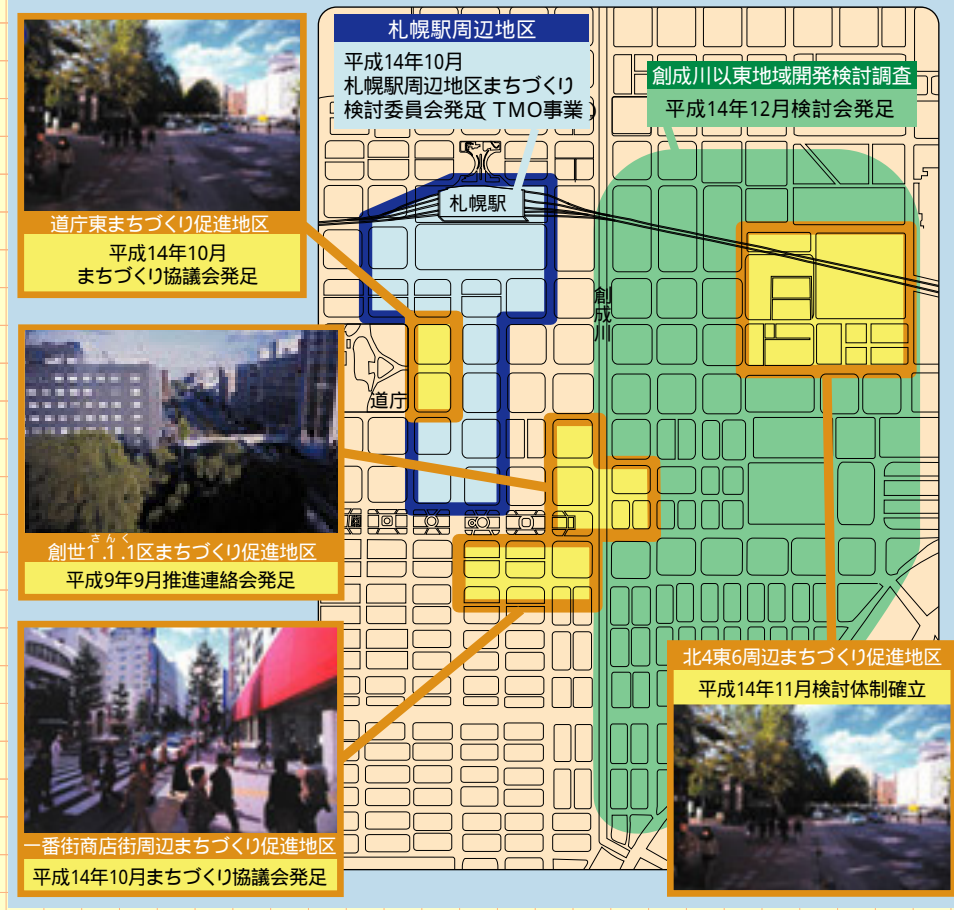 札幌駅周辺地区
平成14年10月
札幌駅周辺地区まちづくり
検討委員会発足(TMO事業)
創成川以東地域開発検討調査
平成14年12月検討会発足
道庁東まちづくり促進地区
平成14年10月
まちづくり協議会発足
札幌駅
創成川
道庁
さんく
創世1.1.1区まちづくり促進地区
平成9年9月推進連絡会発足
一番街商店街周辺まちづくり促進地区
平成14年10月まちづくり協議会発足
北4東6周辺まちづくり促進地区
平成14年11月検討体制確立